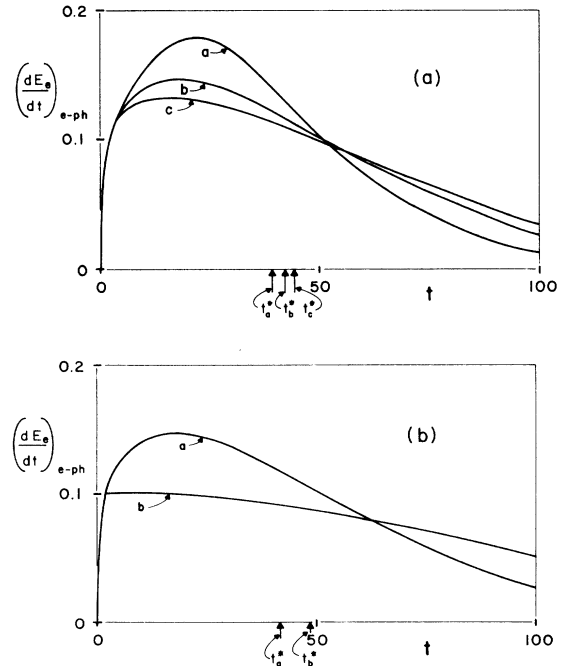 0.2
(dE_e/dt)_e-ph
0.1
0
a
b
c
(a)
0
50
100
t_a* t_b* t_c*
t
0.2
(dE_e/dt)_e-ph
0.1
0
a
b
(b)
0
50
100
t_a* t_b*
t